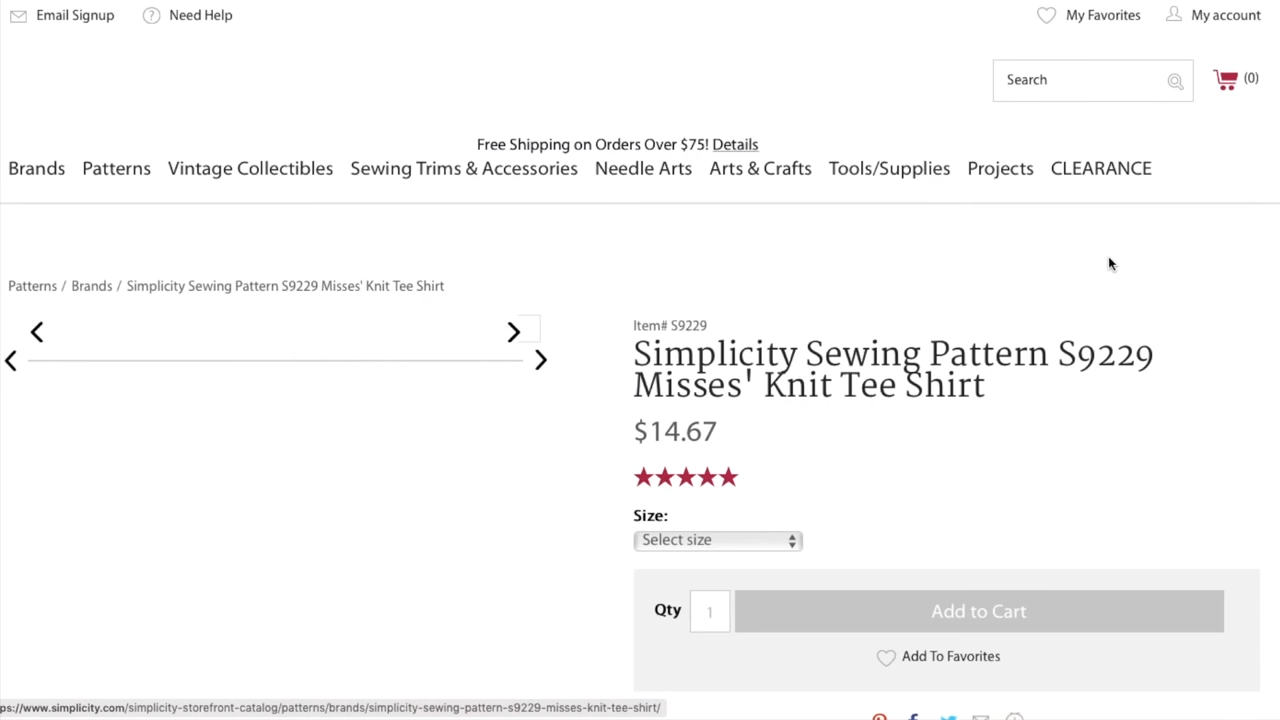 Email Signup
Need Help
My Favorites
My account
Search
(0)
Free Shipping on Orders Over $75! Details
Brands Patterns Vintage Collectibles Sewing Trims & Accessories Needle Arts Arts & Crafts Tools/Supplies Projects CLEARANCE
Patterns / Brands / Simplicity Sewing Pattern S9229 Misses' Knit Tee Shirt
Item# S9229
Simplicity Sewing Pattern S9229
Misses' Knit Tee Shirt
$14.67
Size:
Select size
Qty 1 Add to Cart
Add To Favorites
ps://www.simplicity.com/simplicity-storefront-catalog/patterns/brands/simplicity-sewing-pattern-s9229-misses-knit-tee-shirt/